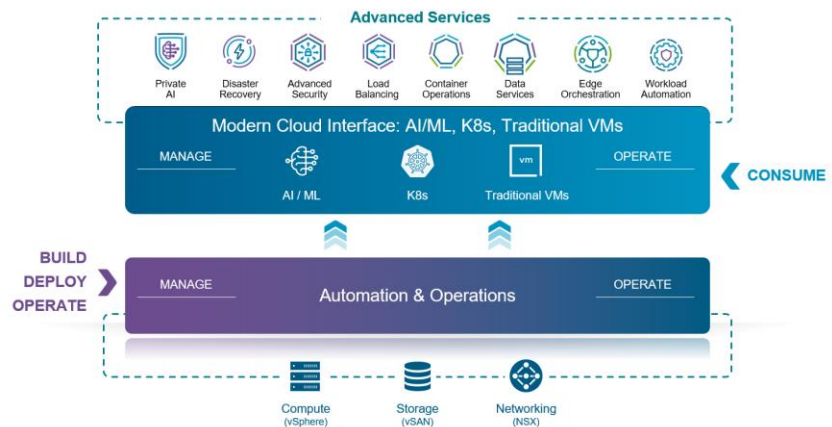 Advanced Services
Private
AI
Disaster
Recovery
Advanced
Security
Load
Balancing
Container
Operations
Data
Services
Edge
Orchestration
Workload
Automation
Modern Cloud Interface: AI/ML, K8s, Traditional VMs
MANAGE
OPERATE
vm
AI / ML
K8s
Traditional VMs
CONSUME
BUILD
DEPLOY
OPERATE
MANAGE
Automation & Operations
OPERATE
Compute
(vSphere)
Storage
(vSAN)
Networking
(NSX)